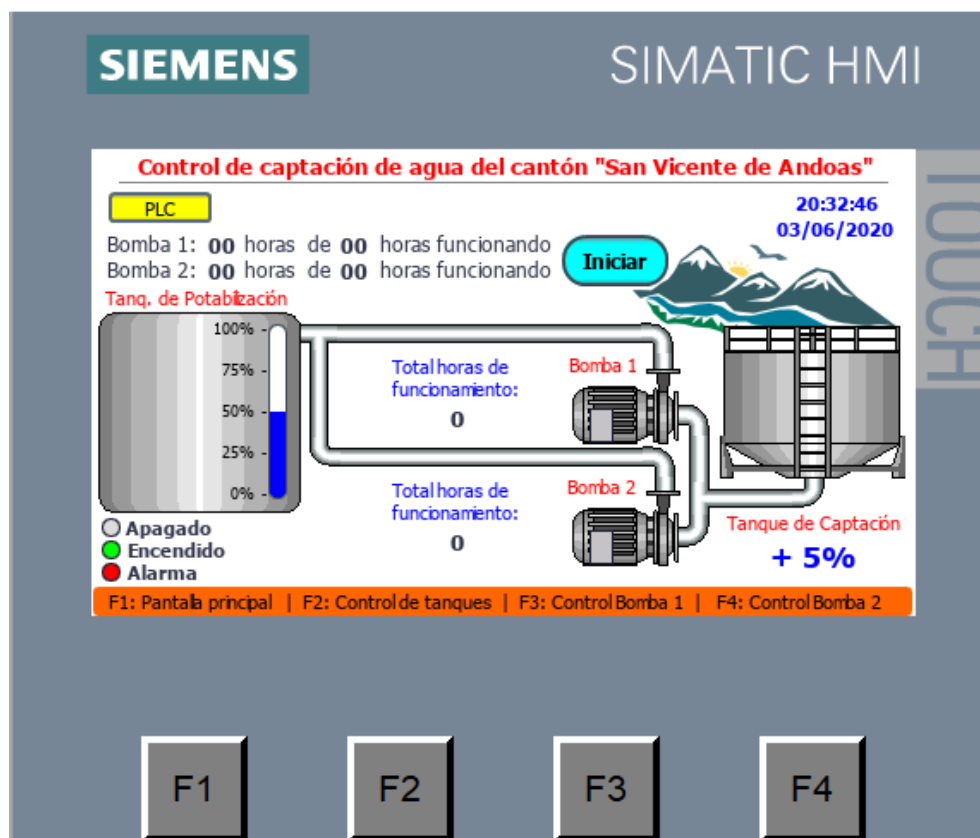 SIEMENS
SIMATIC HMI
TOUCH
Control de captación de agua del cantón "San Vicente de Andoas"
PLC
20:32:46
03/06/2020
Bomba 1: 00 horas de 00 horas funcionando
Bomba 2: 00 horas de 00 horas funcionando
Iniciar
Tanq. de Potabilización
100%
75%
50%
25%
0%
Total horas de
funcionamiento:
0
Bomba 1
Total horas de
funcionamiento:
0
Bomba 2
Tanque de Captación
+ 5%
Apagado
Encendido
Alarma
F1: Pantalla principal | F2: Control de tanques | F3: Control Bomba 1 | F4: Control Bomba 2
F1
F2
F3
F4